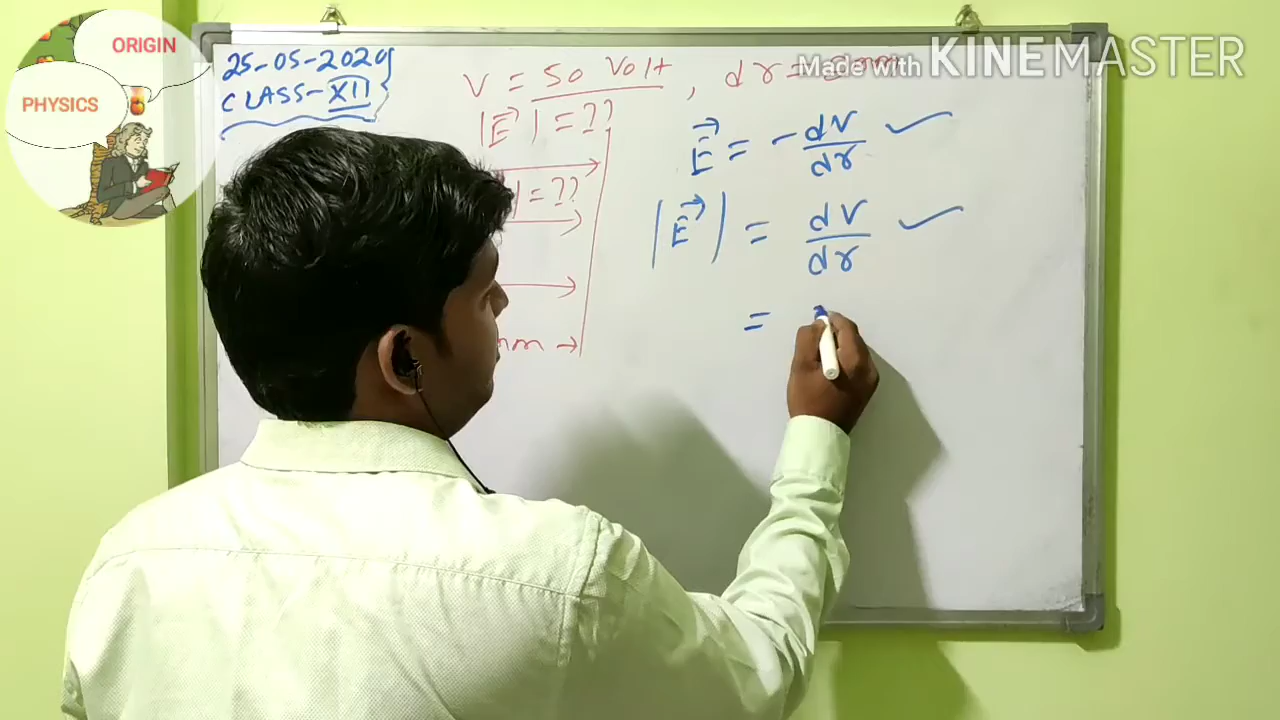 ORIGIN
PHYSICS
Made with KINEMASTER
25-05-2020
CLASS-XII
V = 50 Volt, dr =
|E⃗| = ??
| = ??
mm
E⃗ = - dV/dr ✓
|E⃗| = dV/dr ✓
=